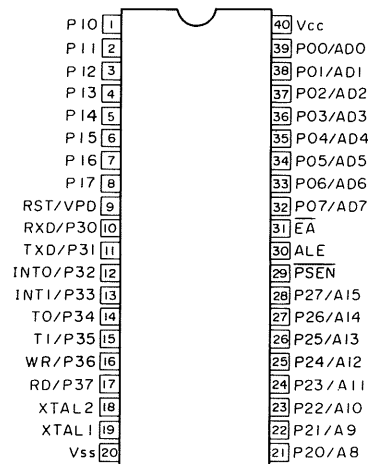 P10 1 40 Vcc
P11 2 39 P00/AD0
P12 3 38 P01/AD1
P13 4 37 P02/AD2
P14 5 36 P03/AD3
P15 6 35 P04/AD4
P16 7 34 P05/AD5
P17 8 33 P06/AD6
RST/VPD 9 32 P07/AD7
RXD/P30 10 31 EA
TXD/P31 11 30 ALE
INT0/P32 12 29 PSEN
INT1/P33 13 28 P27/A15
T0/P34 14 27 P26/A14
T1/P35 15 26 P25/A13
WR/P36 16 25 P24/A12
RD/P37 17 24 P23/A11
XTAL2 18 23 P22/A10
XTAL1 19 22 P21/A9
Vss 20 21 P20/A8